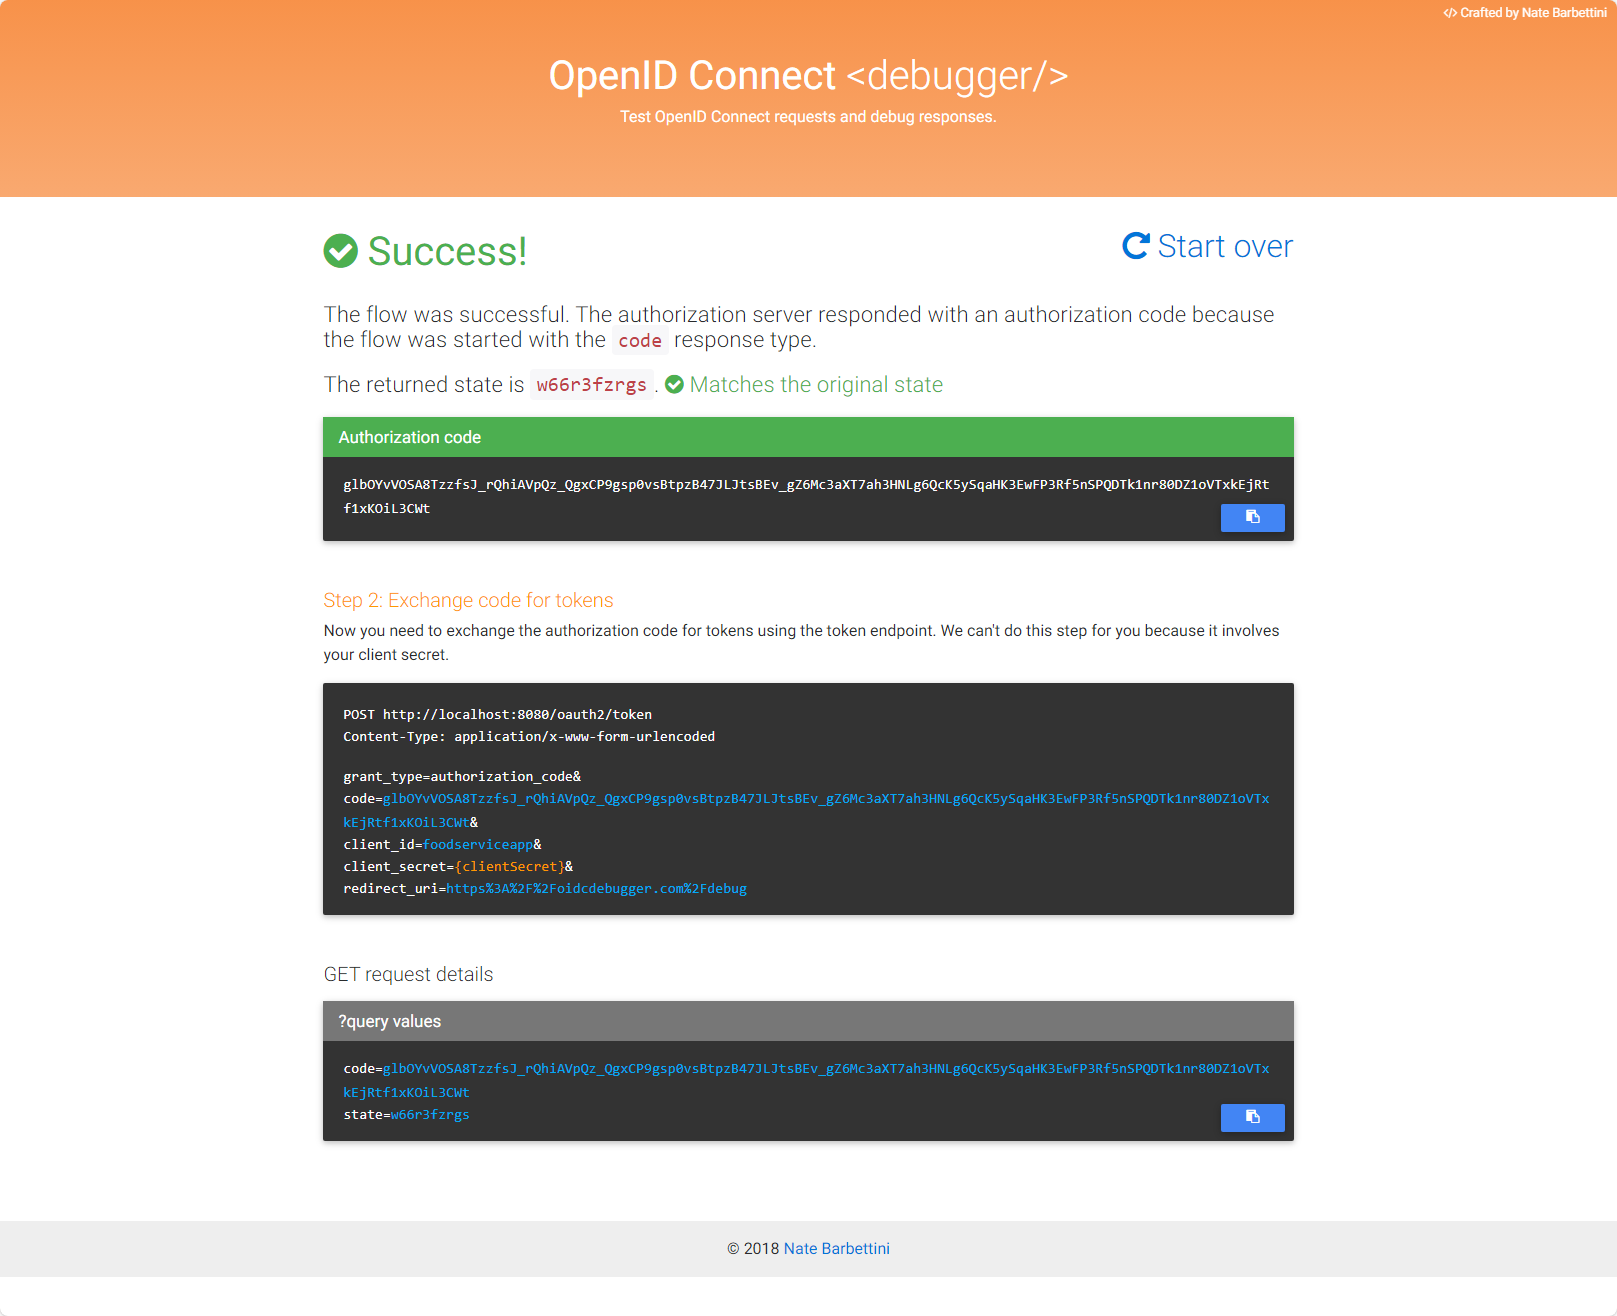 </> Crafted by Nate Barbettini
OpenID Connect <debugger/>
Test OpenID Connect requests and debug responses.
Success!
Start over
The flow was successful. The authorization server responded with an authorization code because
the flow was started with the code response type.
The returned state is w66r3fzrgs. Matches the original state
Authorization code
glbOYvVOSA8TzzfsJ_rQhiAVpQz_QgxCP9gsp0vsBtpzB47JLJtsBEv_gZ6Mc3aXT7ah3HNLg6QcK5ySqaHK3EwFP3Rf5nSPQDTk1nr80DZ1oVTxkEjRt
f1xKOiL3CWt
Step 2: Exchange code for tokens
Now you need to exchange the authorization code for tokens using the token endpoint. We can't do this step for you because it involves
your client secret.
POST http://localhost:8080/oauth2/token
Content-Type: application/x-www-form-urlencoded
grant_type=authorization_code&
code=glbOYvVOSA8TzzfsJ_rQhiAVpQz_QgxCP9gsp0vsBtpzB47JLJtsBEv_gZ6Mc3aXT7ah3HNLg6QcK5ySqaHK3EwFP3Rf5nSPQDTk1nr80DZ1oVTx
kEjRtf1xKOiL3CWt&
client_id=foodserviceapp&
client_secret={clientSecret}&
redirect_uri=https%3A%2F%2Foidcdebugger.com%2Fdebug
GET request details
?query values
code=glbOYvVOSA8TzzfsJ_rQhiAVpQz_QgxCP9gsp0vsBtpzB47JLJtsBEv_gZ6Mc3aXT7ah3HNLg6QcK5ySqaHK3EwFP3Rf5nSPQDTk1nr80DZ1oVTx
kEjRtf1xKOiL3CWt
state=w66r3fzrgs
© 2018 Nate Barbettini